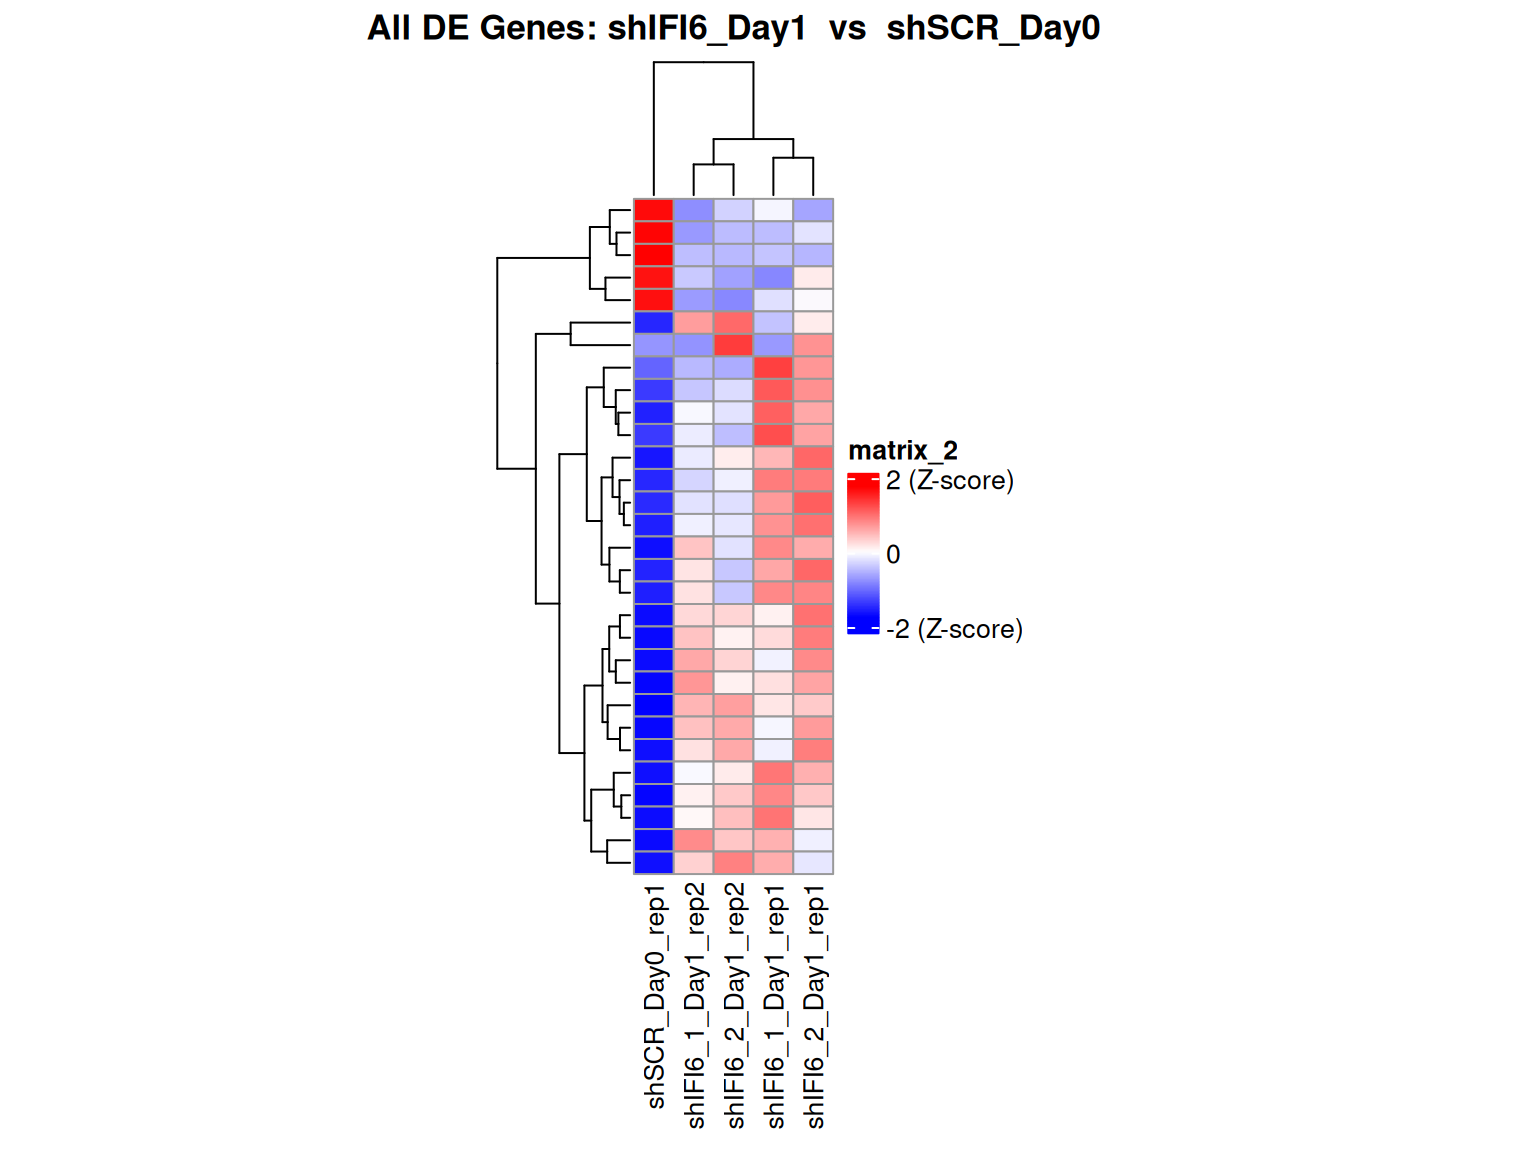 All DE Genes: shIFI6_Day1  vs  shSCR_Day0
matrix_2
2 (Z-score)
0
-2 (Z-score)
shSCR_Day0_rep1
shIFI6_1_Day1_rep2
shIFI6_2_Day1_rep2
shIFI6_1_Day1_rep1
shIFI6_2_Day1_rep1